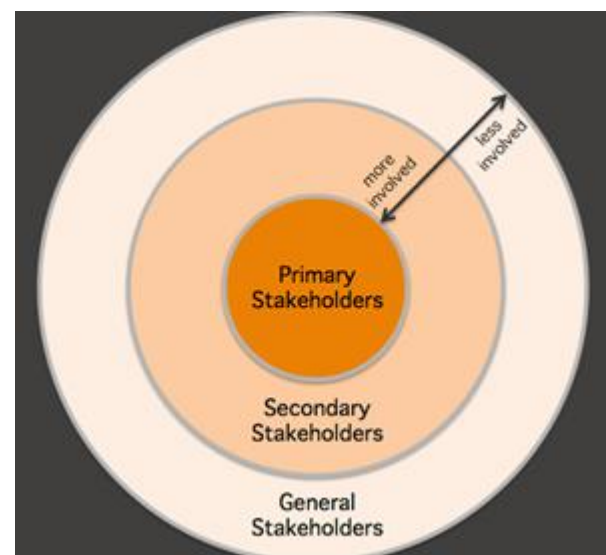 more
involved
less
involved
Primary
Stakeholders
Secondary
Stakeholders
General
Stakeholders